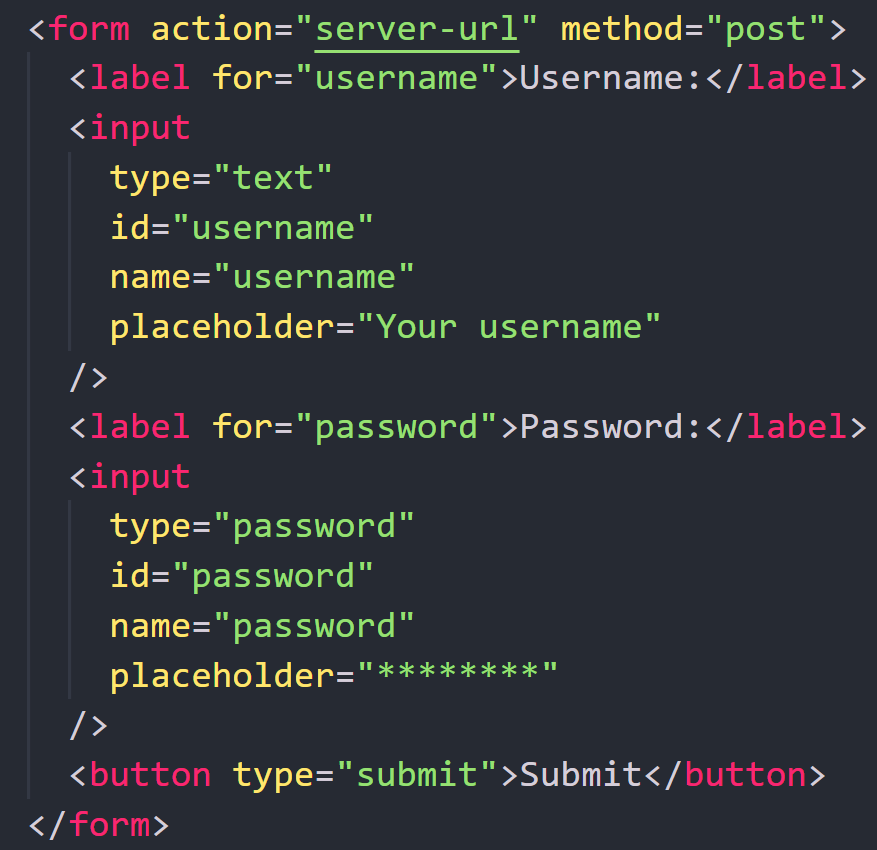 <form action="server-url" method="post">
  <label for="username">Username:</label>
  <input
    type="text"
    id="username"
    name="username"
    placeholder="Your username"
  />
  <label for="password">Password:</label>
  <input
    type="password"
    id="password"
    name="password"
    placeholder="********"
  />
  <button type="submit">Submit</button>
</form>